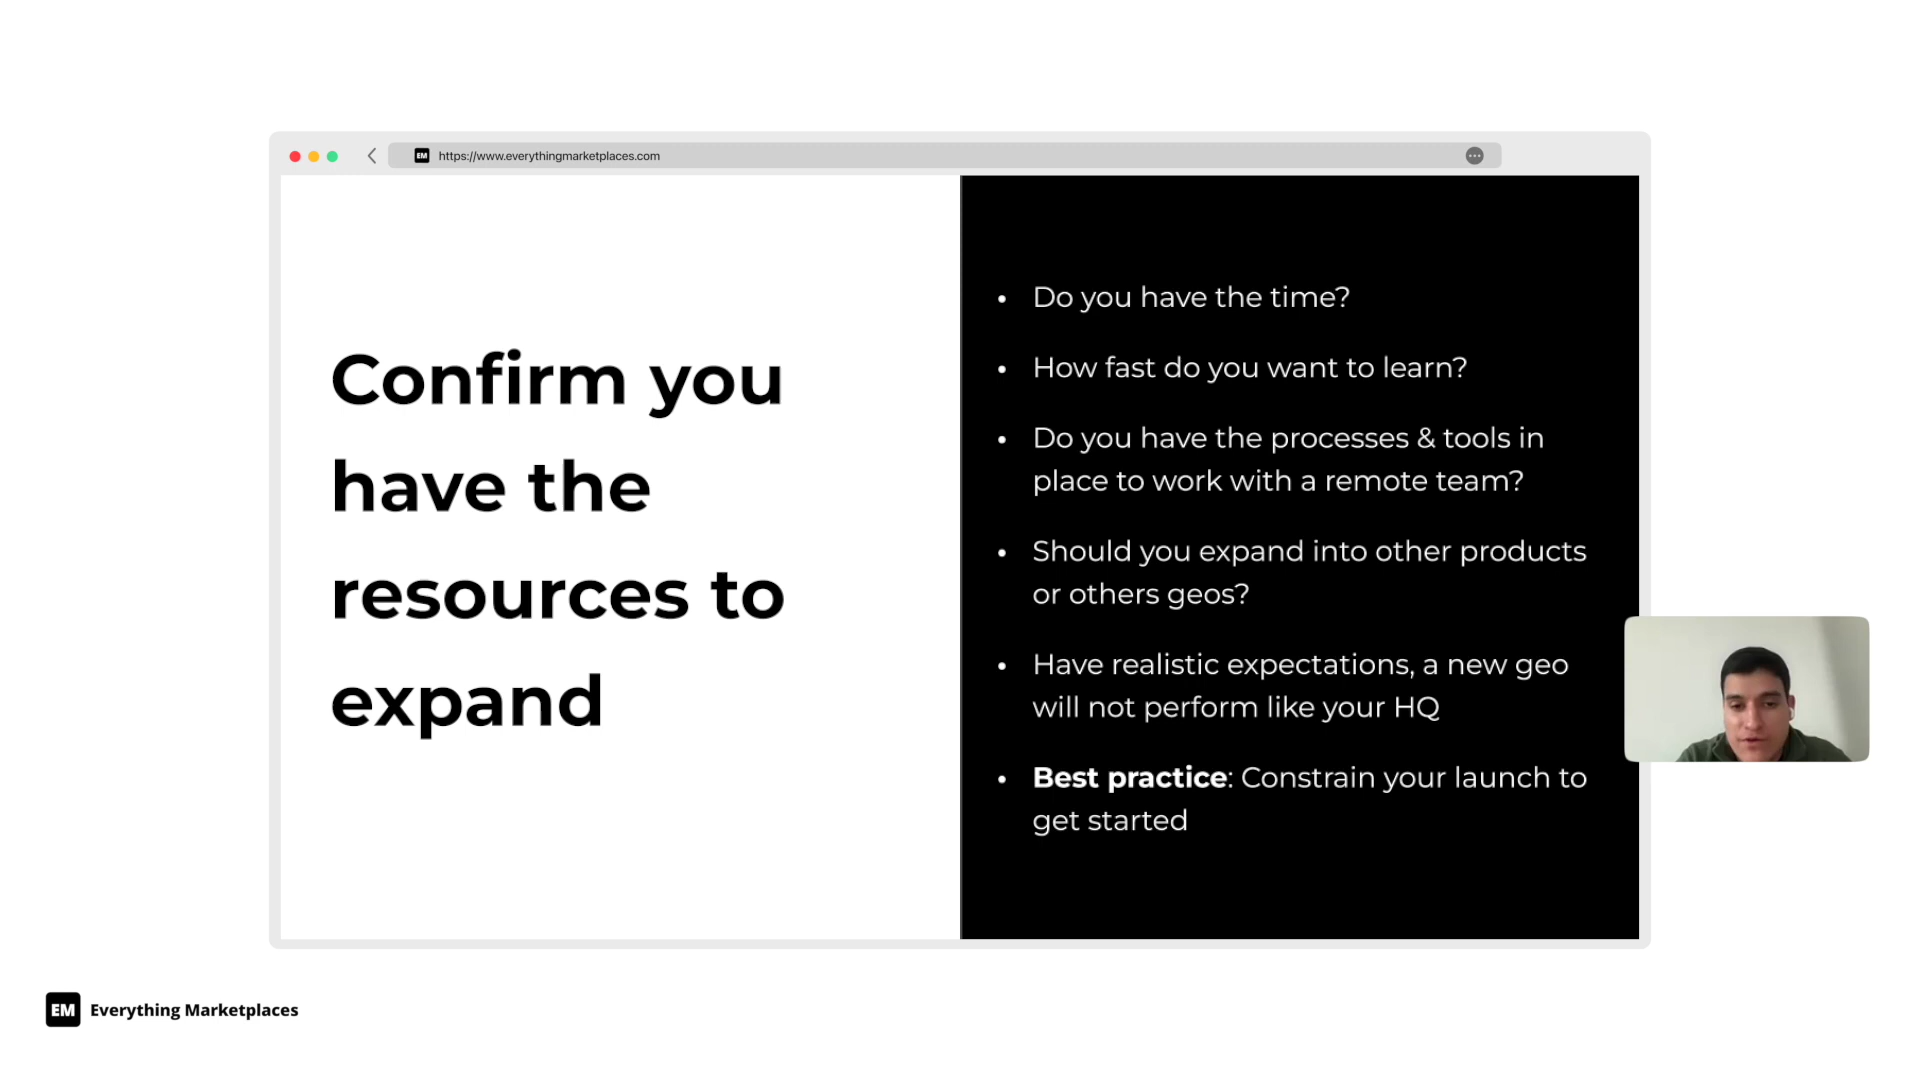 EM https://www.everythingmarketplaces.com
Confirm you
have the
resources to
expand
• Do you have the time?
• How fast do you want to learn?
• Do you have the processes & tools in
place to work with a remote team?
• Should you expand into other products
or others geos?
• Have realistic expectations, a new geo
will not perform like your HQ
• Best practice: Constrain your launch to
get started
EM Everything Marketplaces